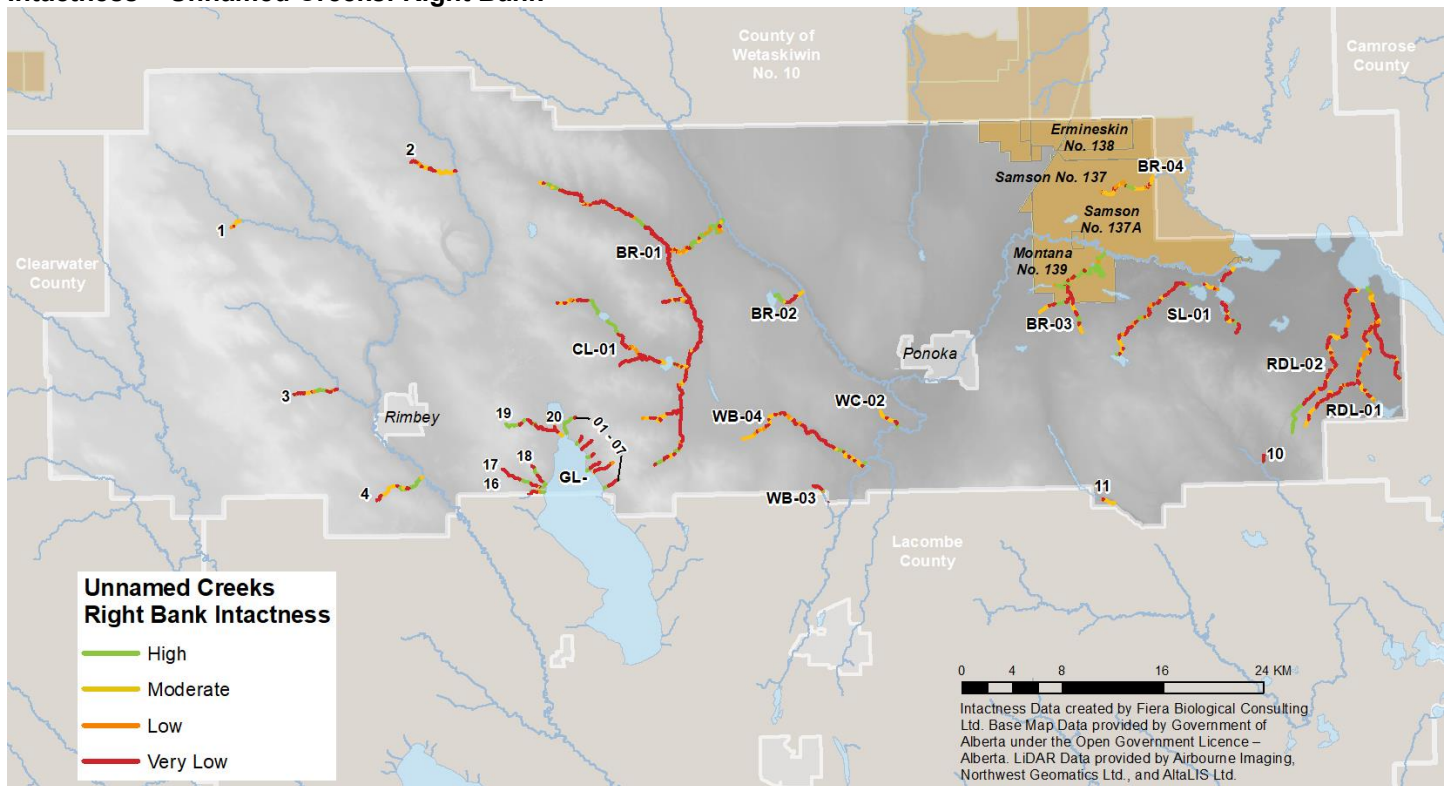 Intactness – Unnamed Creeks: Right Bank
County of
Wetaskiwin
No. 10
Camrose
County
Ermineskin
No. 138
BR-04
Samson No. 137
Samson
No. 137A
2
1
Clearwater
County
BR-01
Montana
No. 139
BR-02
BR-03
SL-01
CL-01
Ponoka
RDL-02
3
Rimbey
19
20
01 - 07
WB-04
WC-02
RDL-01
17
18
16
GL-
10
4
WB-03
11
Lacombe
County
Unnamed Creeks
Right Bank Intactness
High
Moderate
Low
Very Low
0 4 8 16 24 KM
Intactness Data created by Fiera Biological Consulting
Ltd. Base Map Data provided by Government of
Alberta under the Open Government Licence –
Alberta. LiDAR Data provided by Airbourne Imaging,
Northwest Geomatics Ltd., and AltaLIS Ltd.